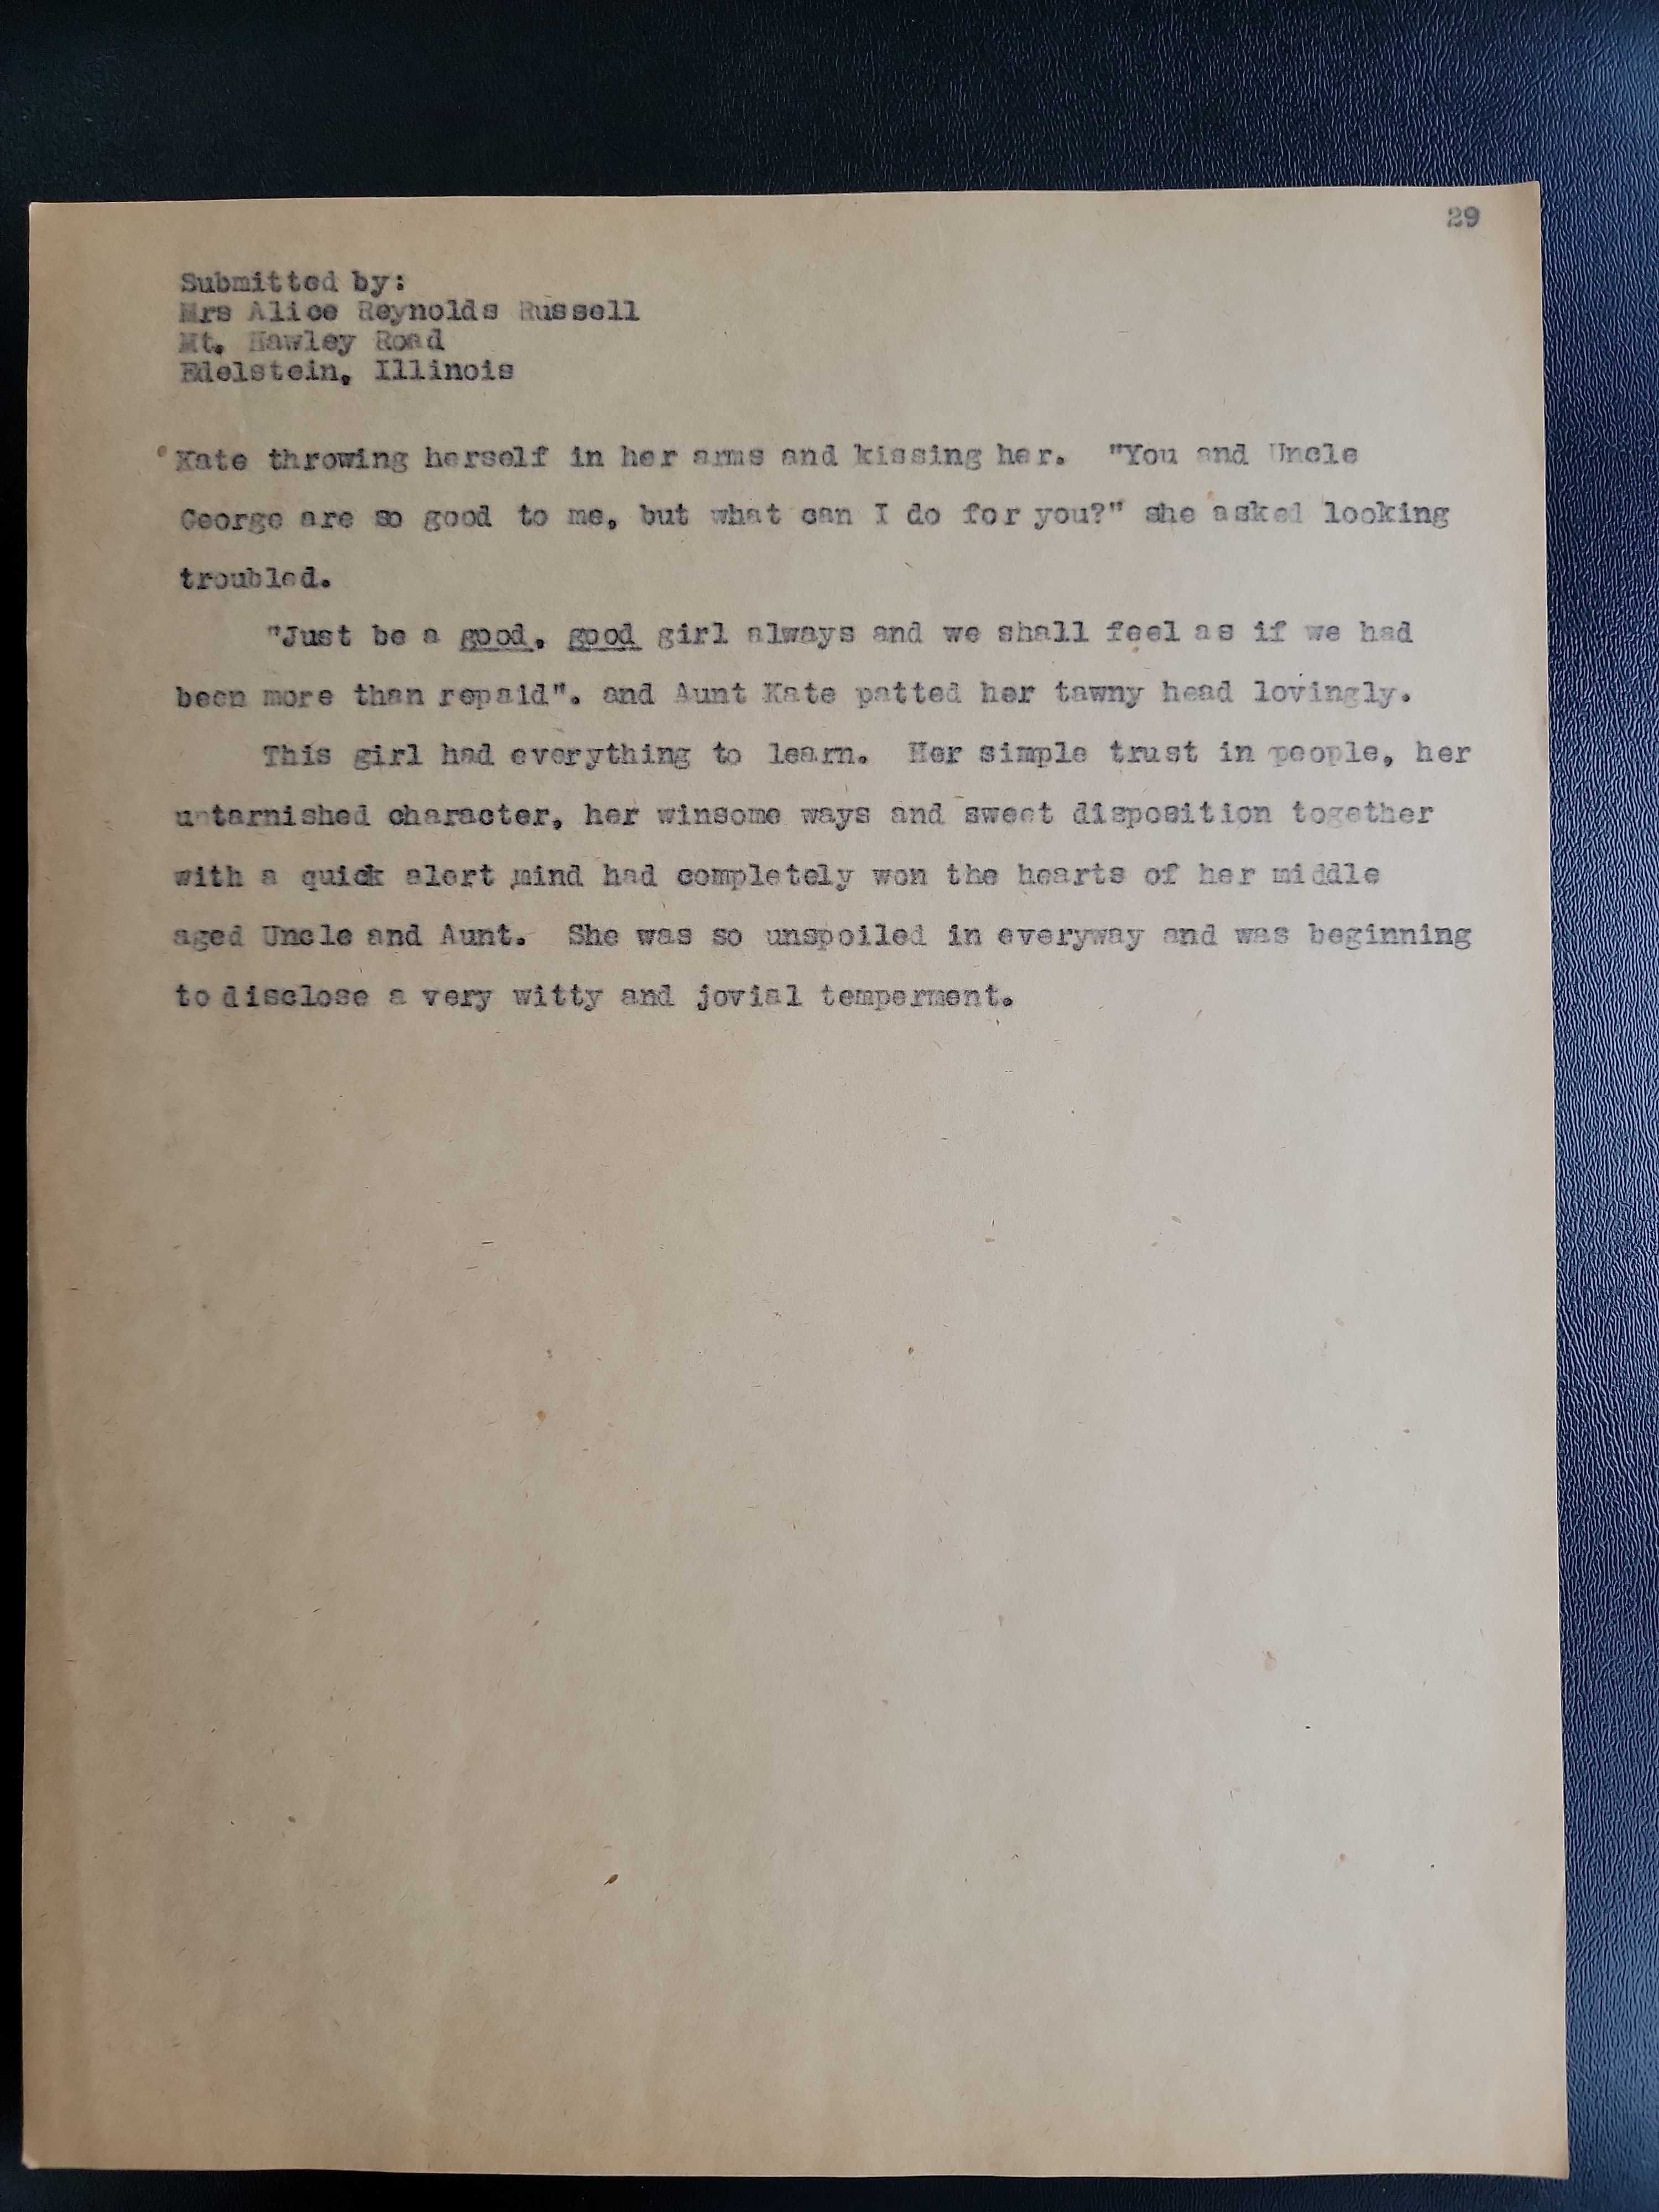 29
Submitted by:
Mrs Alice Reynolds Russell
Mt. Hawley Road
Edelstein, Illinois
Kate throwing herself in her arms and kissing her.  "You and Uncle
George are so good to me, but what can I do for you?" she asked looking
troubled.
"Just be a good, good girl always and we shall feel as if we had
been more than repaid". and Aunt Kate patted her tawny head lovingly.
This girl had everything to learn.  Her simple trust in people, her
untarnished character, her winsome ways and sweet disposition together
with a quick alert mind had completely won the hearts of her middle
aged Uncle and Aunt.  She was so unspoiled in everyway and was beginning
to disclose a very witty and jovial temperment.